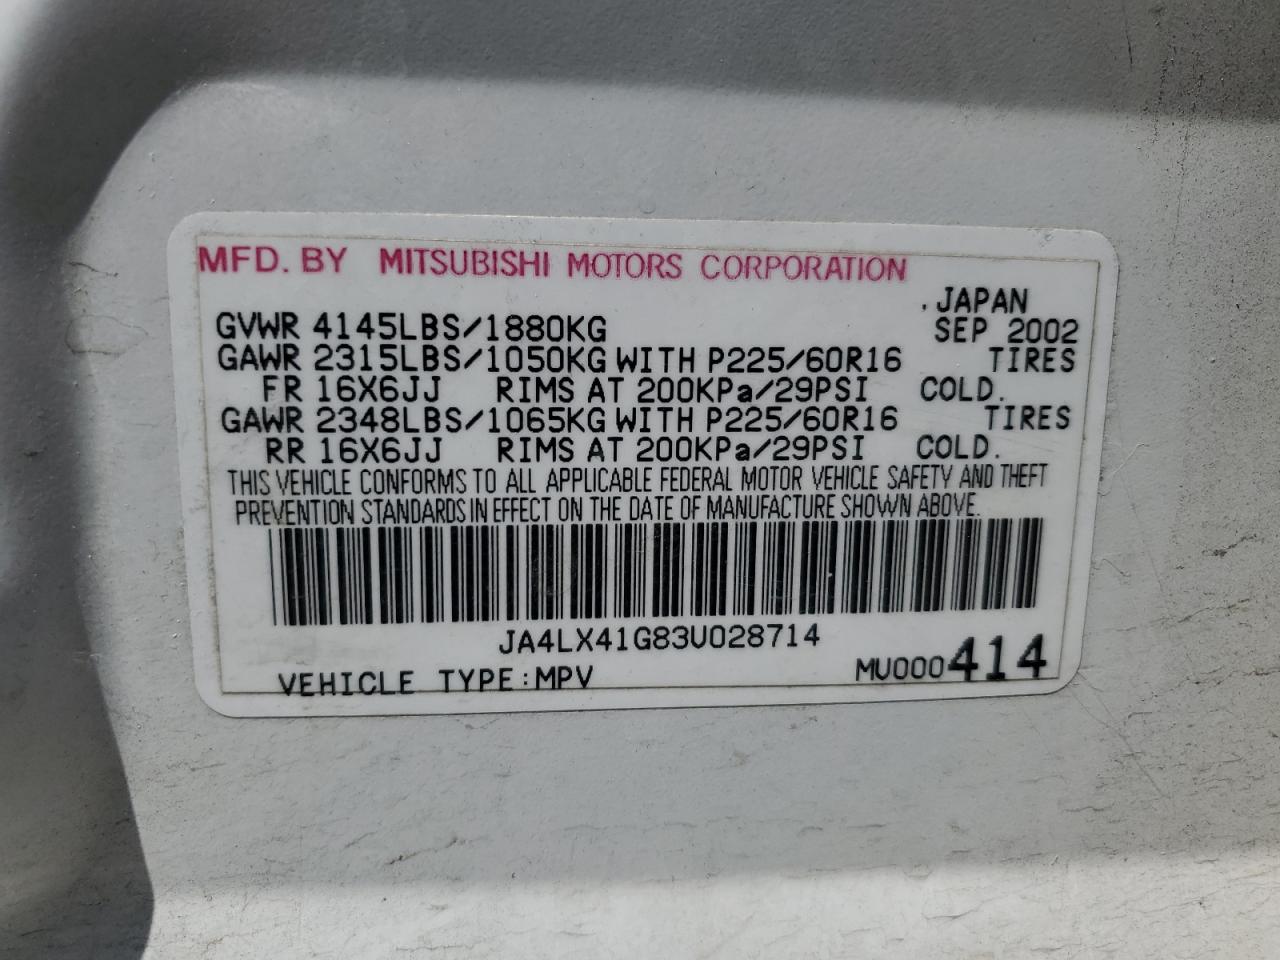 MFD. BY MITSUBISHI MOTORS CORPORATION
. JAPAN
GVWR 4145LBS/1880KG SEP 2002
GAWR 2315LBS/1050KG WITH P225/60R16 TIRES
FR 16X6JJ RIMS AT 200KPa/29PSI COLD.
GAWR 2348LBS/1065KG WITH P225/60R16 TIRES
RR 16X6JJ RIMS AT 200KPa/29PSI COLD.
THIS VEHICLE CONFORMS TO ALL APPLICABLE FEDERAL MOTOR VEHICLE SAFETY AND THEFT
PREVENTION STANDARDS IN EFFECT ON THE DATE OF MANUFACTURE SHOWN ABOVE.
JA4LX41G83U028714
VEHICLE TYPE:MPV MU000414